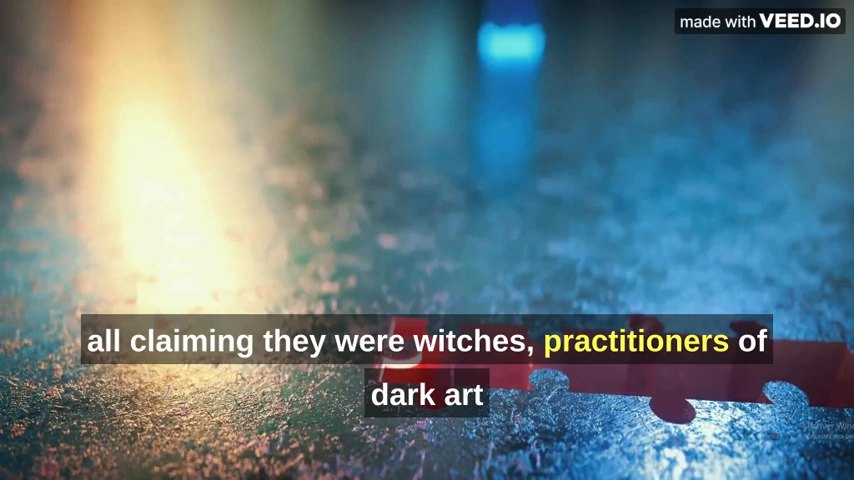 made with VEED.IO
all claiming they were witches, practitioners of
dark art